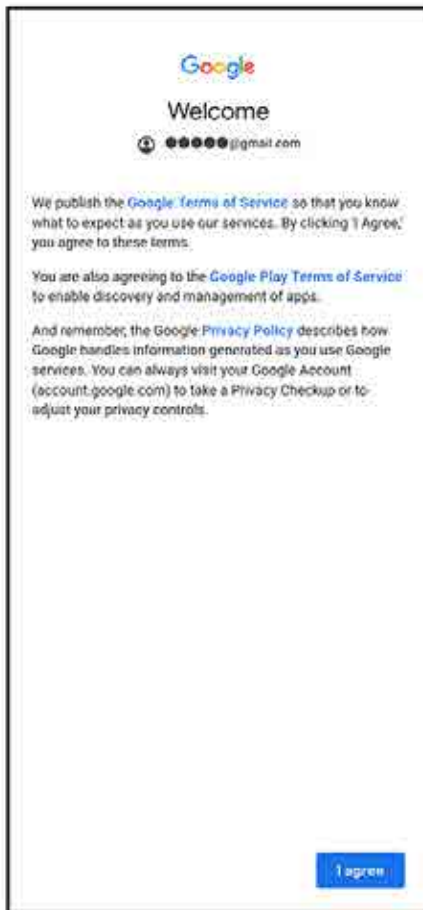 Google
Welcome
●●●●●@gmail.com
We publish the Google Terms of Service so that you know
what to expect as you use our services. By clicking 'I Agree,'
you agree to these terms.
You are also agreeing to the Google Play Terms of Service
to enable discovery and management of apps.
And remember, the Google Privacy Policy describes how
Google handles information generated as you use Google
services. You can always visit your Google Account
(account.google.com) to take a Privacy Checkup or to
adjust your privacy controls.
I agree